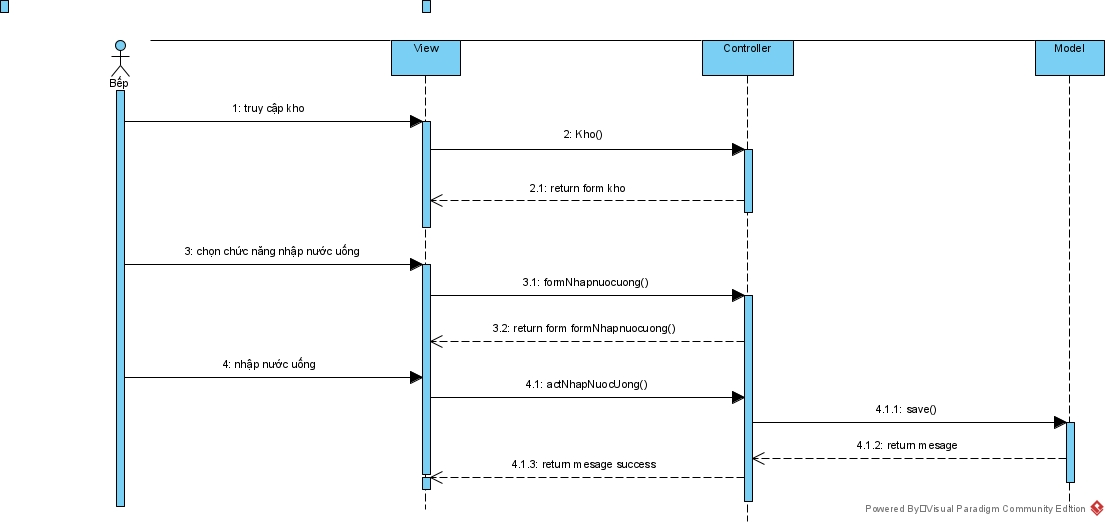 View
Controller
Model
Bếp
1: truy cập kho
2: Kho()
2.1: return form kho
3: chọn chức năng nhập nước uống
3.1: formNhapnuocuong()
3.2: return form formNhapnuocuong()
4: nhập nước uống
4.1: actNhapNuocUong()
4.1.1: save()
4.1.2: return mesage
4.1.3: return mesage success
Powered By Visual Paradigm Community Edition